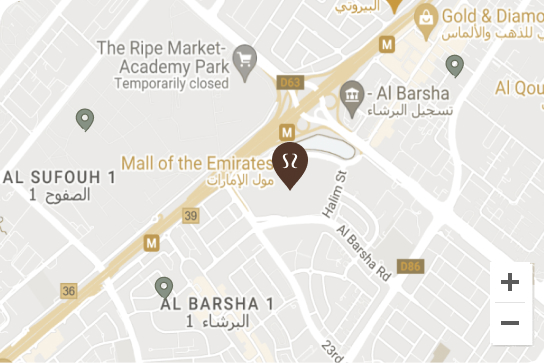 البيروني
Gold & Diamo
ي للذهب والألماس
M
The Ripe Market-
Academy Park
Temporarily closed
D63
- Al Barsha
تسجيل البرشاء
Al Qou
M
Mall of the Emirates
مول الإمارات
AL SUFOUH 1
الصفوح 1
Halim St
39
M
Al Barsha Rd
D86
36
AL BARSHA 1
البرشاء 1
23rd
+
−